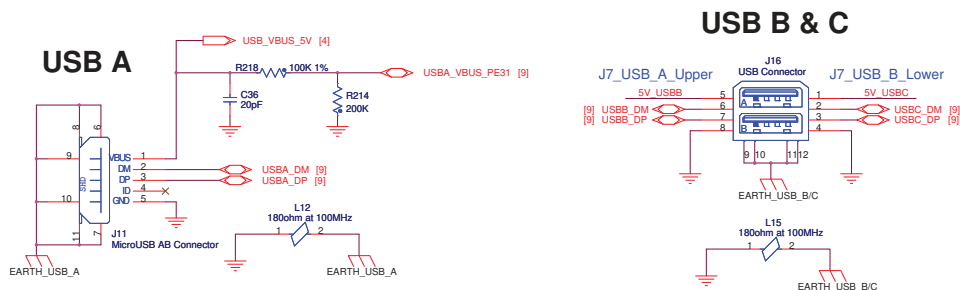 USB A
USB_VBUS_5V [4]
R218 100K 1%
USBA_VBUS_PE31 [9]
C36
20pF
R214
200K
8 6
9 VBUS 1
DM 2 USBA_DM [9]
SHD DP 3 USBA_DP [9]
ID 4
10 GND 5
11 7
J11
MicroUSB AB Connector
EARTH_USB_A
L12
180ohm at 100MHz
1 2
EARTH_USB_A
USB B & C
J16
USB Connector
J7_USB_A_Upper J7_USB_B_Lower
5V_USBB 5 A 1 5V_USBC
[9] USBB_DM 6 2 USBC_DM [9]
[9] USBB_DP 7 B 3 USBC_DP [9]
8 4
9 10 11 12
EARTH_USB_B/C
L15
180ohm at 100MHz
1 2
EARTH_USB_B/C